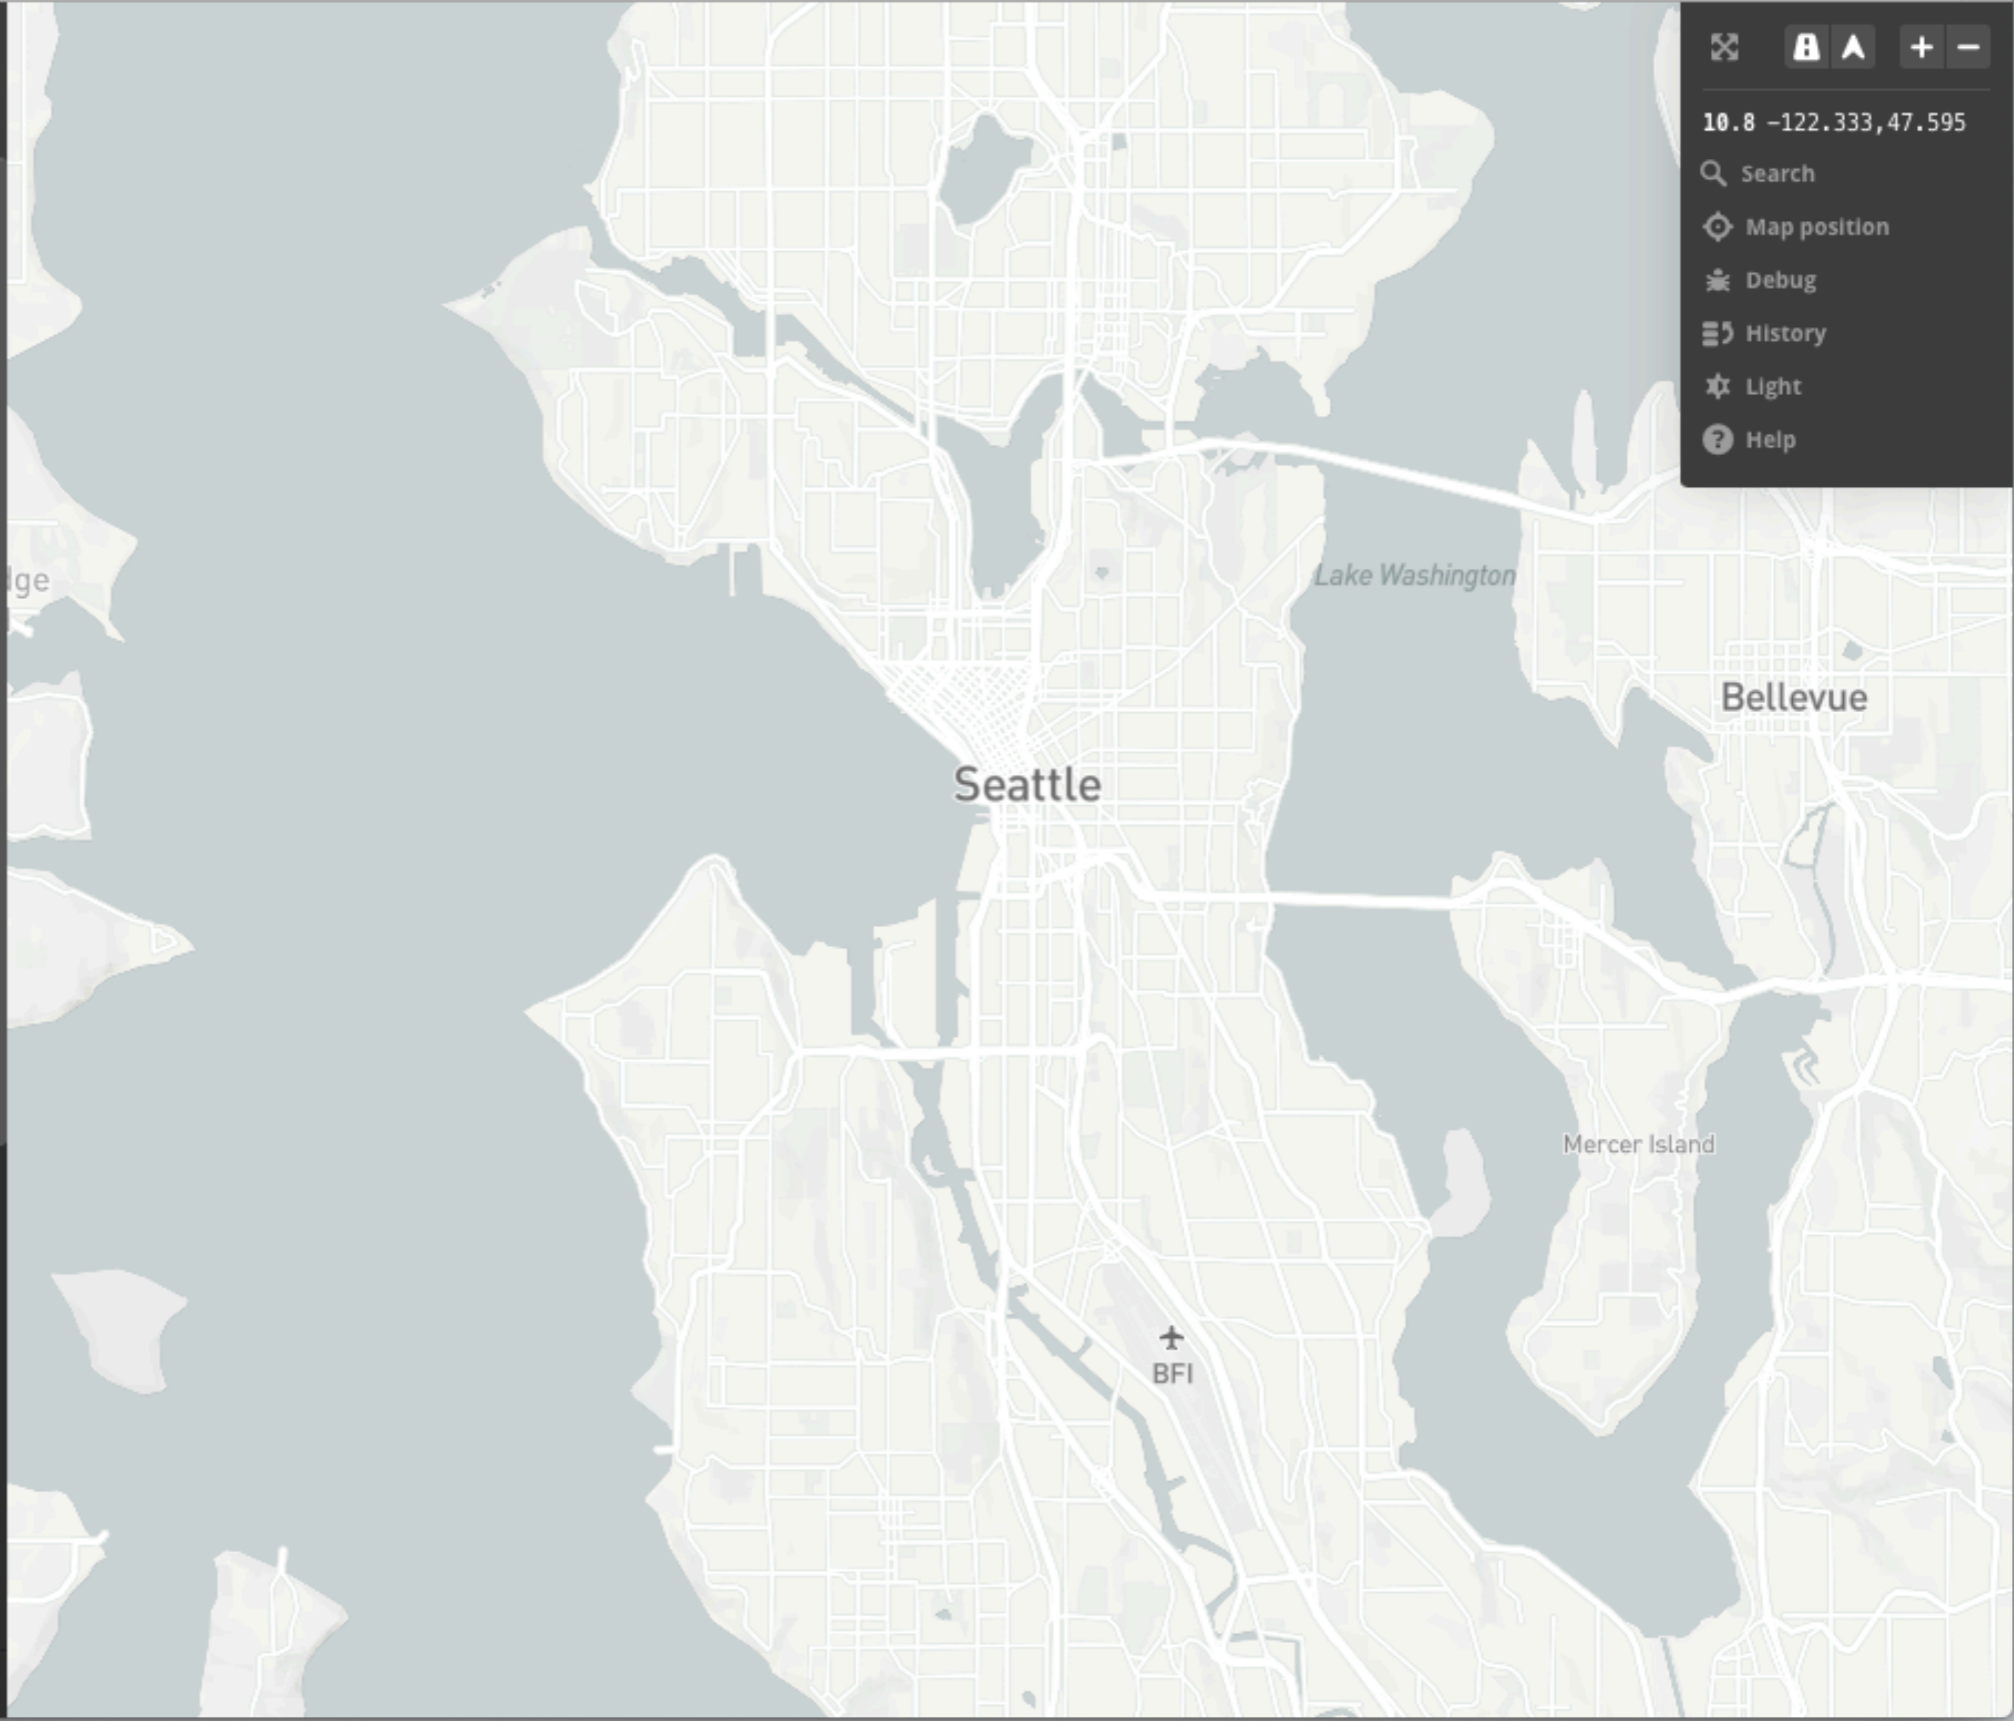 10.8 -122.333,47.595
Search
Map position
Debug
History
Light
Help
Lake Washington
Bellevue
Seattle
Mercer Island
BFI